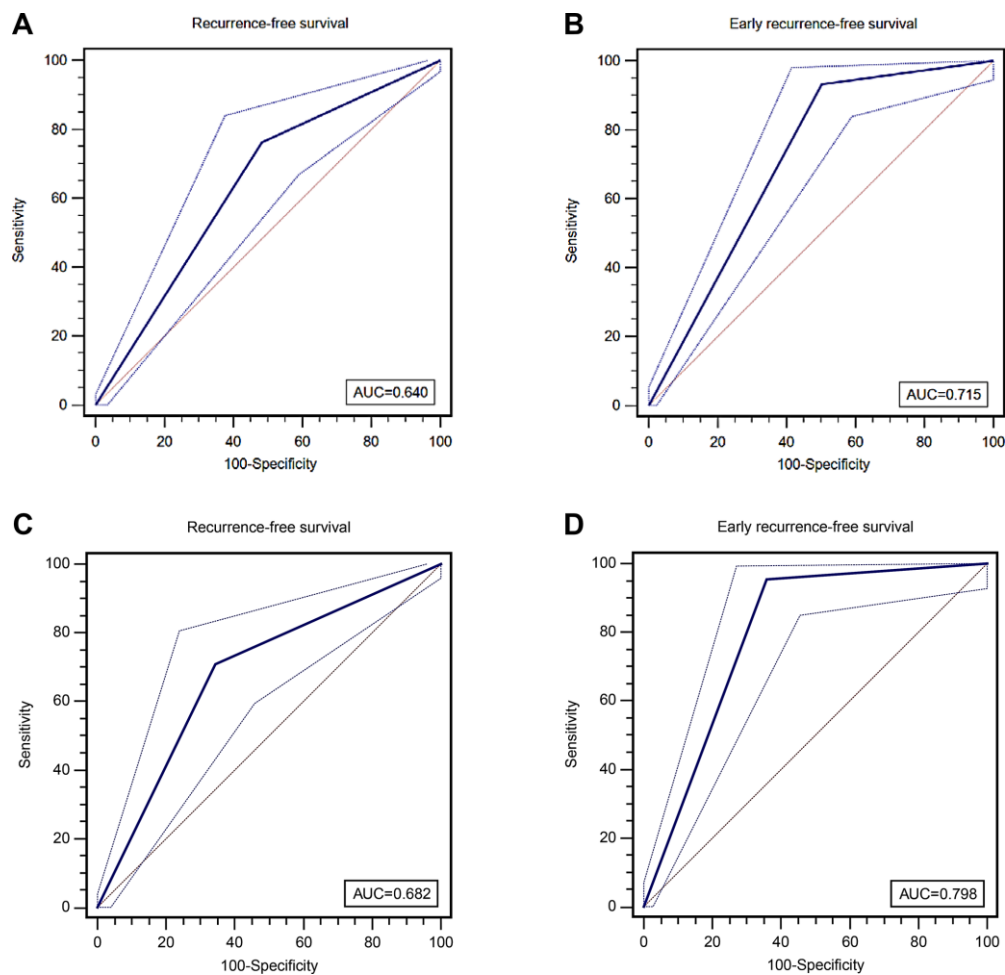 A
Recurrence-free survival
100
80
60
40
20
0
Sensitivity
AUC=0.640
0 20 40 60 80 100
100-Specificity
B
Early recurrence-free survival
100
80
60
40
20
0
Sensitivity
AUC=0.715
0 20 40 60 80 100
100-Specificity
C
Recurrence-free survival
100
80
60
40
20
0
Sensitivity
AUC=0.682
0 20 40 60 80 100
100-Specificity
D
Early recurrence-free survival
100
80
60
40
20
0
Sensitivity
AUC=0.798
0 20 40 60 80 100
100-Specificity